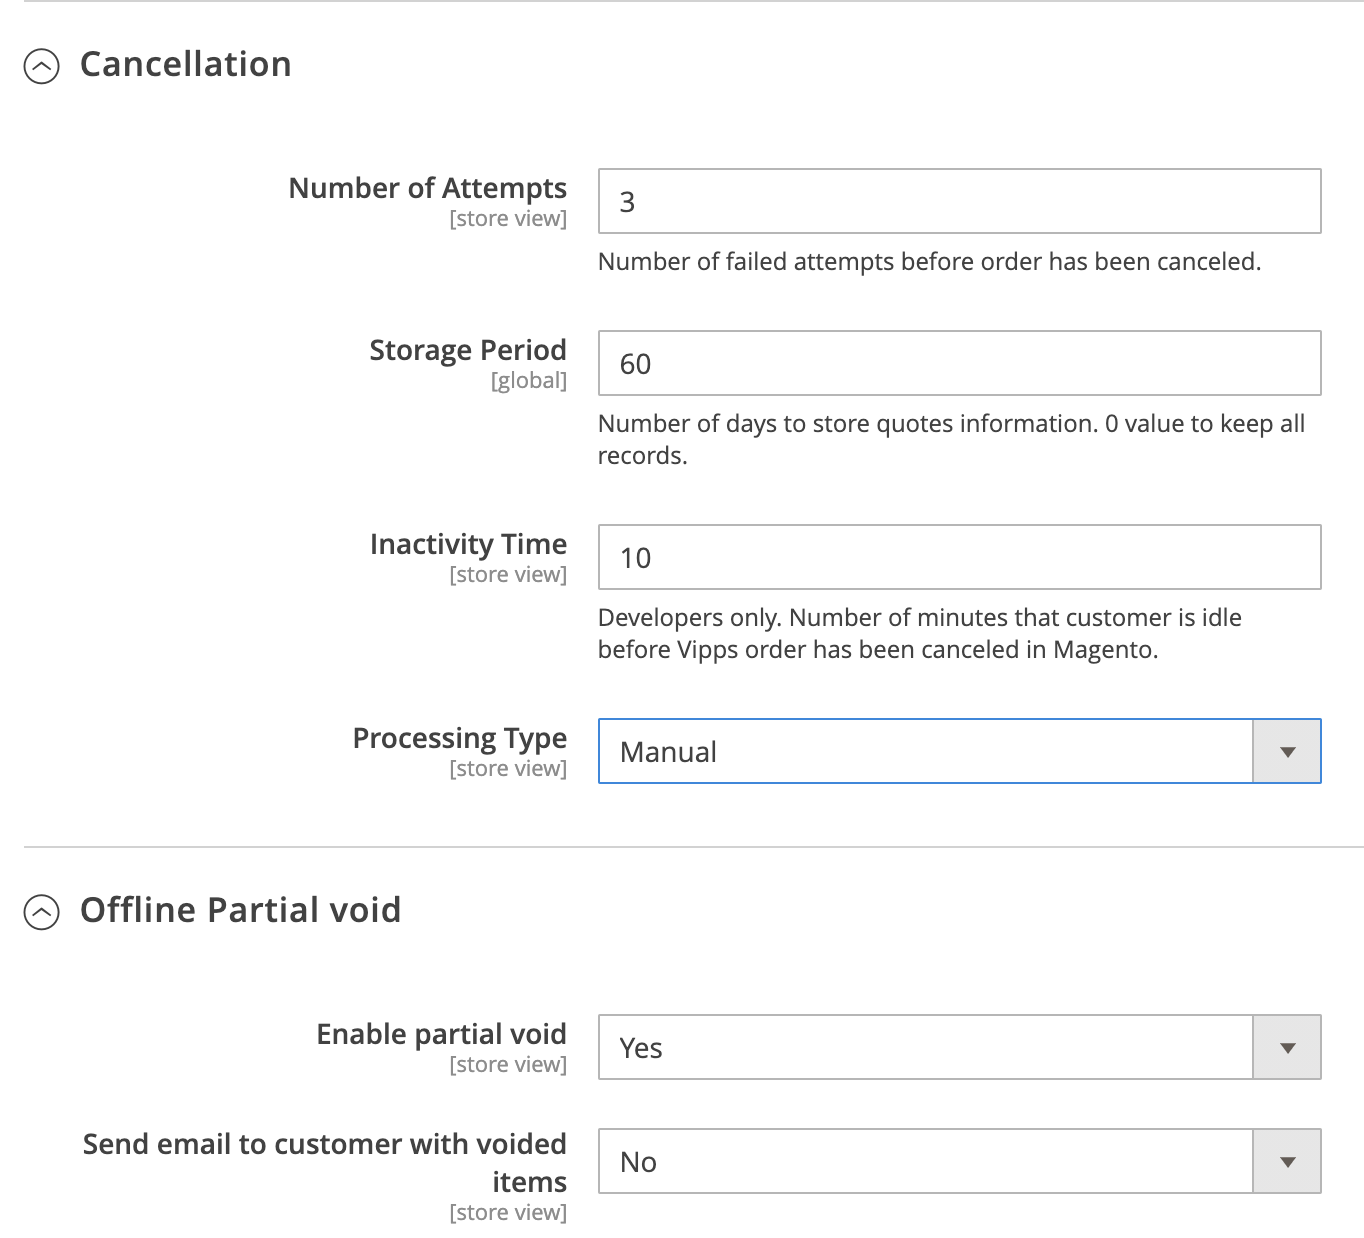 Cancellation
Number of Attempts
[store view]
3
Number of failed attempts before order has been canceled.
Storage Period
[global]
60
Number of days to store quotes information. 0 value to keep all
records.
Inactivity Time
[store view]
10
Developers only. Number of minutes that customer is idle
before Vipps order has been canceled in Magento.
Processing Type
[store view]
Manual
Offline Partial void
Enable partial void
[store view]
Yes
Send email to customer with voided
items
[store view]
No